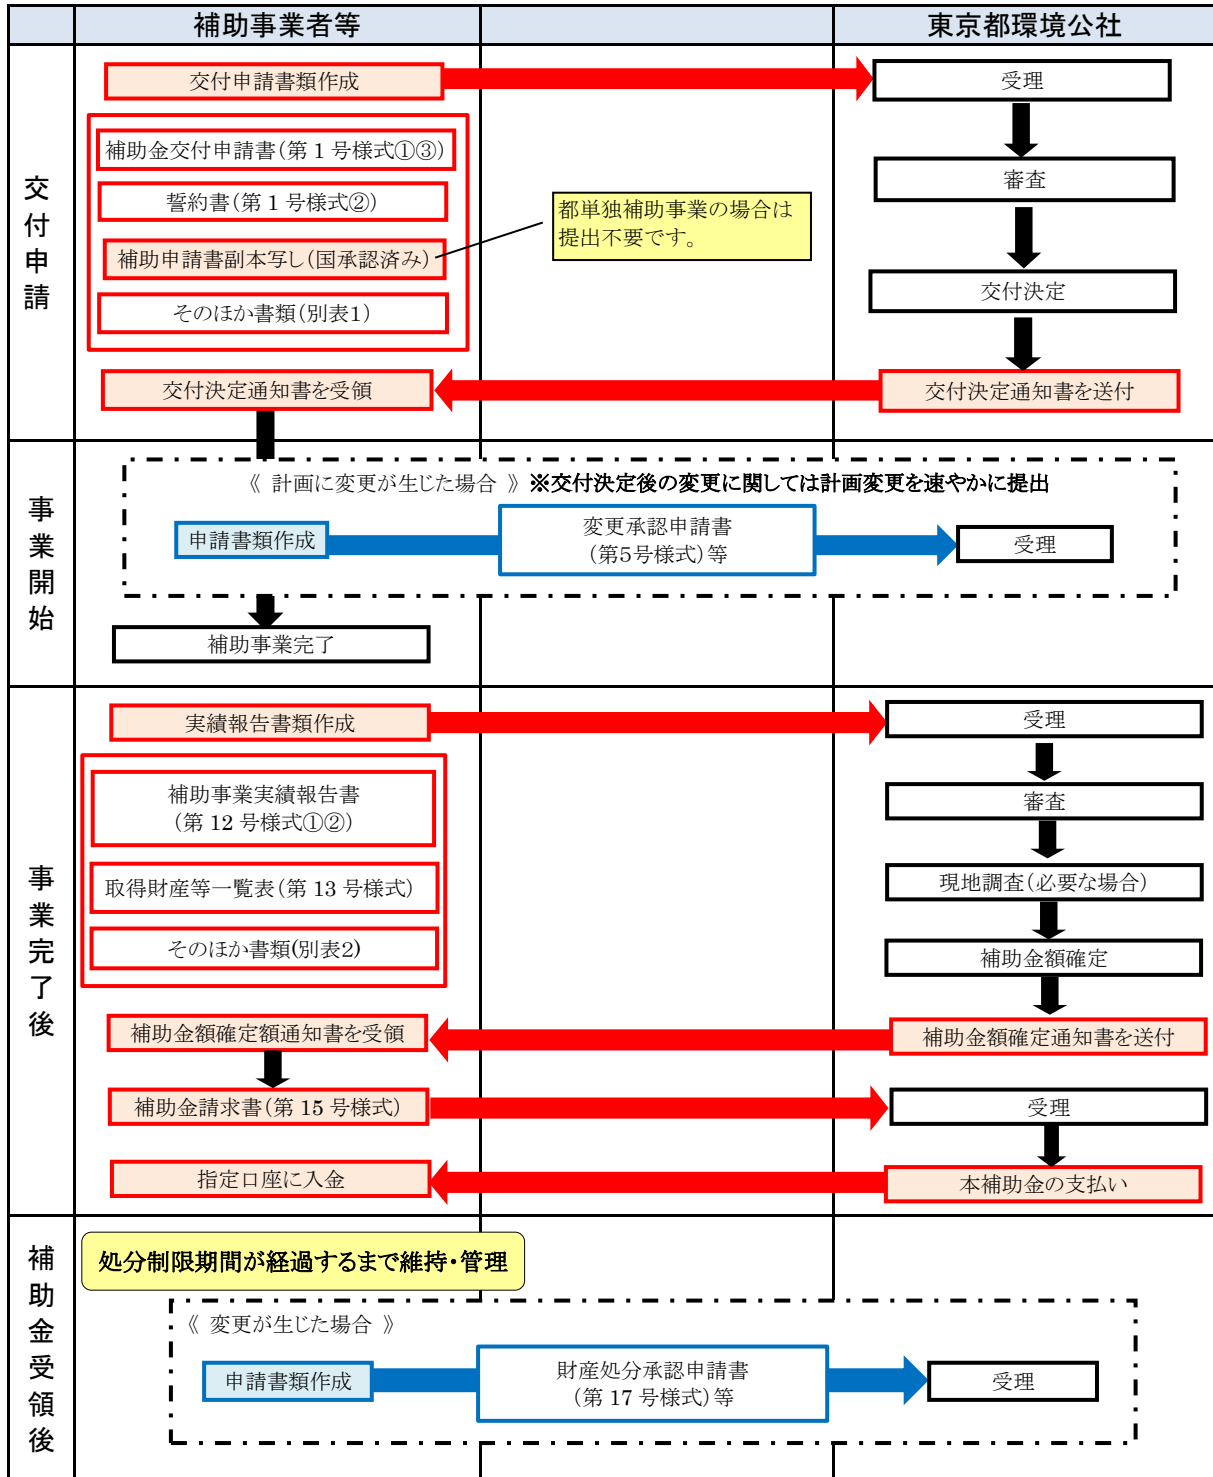 補助事業者等
東京都環境公社
交付申請
交付申請書類作成
受理
補助金交付申請書(第 1 号様式①③)
審査
誓約書(第 1 号様式②)
都単独補助事業の場合は
提出不要です。
補助申請書副本写し(国承認済み)
交付決定
そのほか書類(別表1)
交付決定通知書を受領
交付決定通知書を送付
事業開始
《 計画に変更が生じた場合 》※交付決定後の変更に関しては計画変更を速やかに提出
申請書類作成
変更承認申請書
(第5号様式)等
受理
補助事業完了
事業完了後
実績報告書類作成
受理
補助事業実績報告書
(第 12 号様式①②)
審査
取得財産等一覧表(第 13 号様式)
現地調査(必要な場合)
そのほか書類(別表2)
補助金額確定
補助金額確定額通知書を受領
補助金額確定通知書を送付
補助金請求書(第 15 号様式)
受理
指定口座に入金
本補助金の支払い
補助金受領後
処分制限期間が経過するまで維持・管理
《 変更が生じた場合 》
申請書類作成
財産処分承認申請書
(第 17 号様式)等
受理